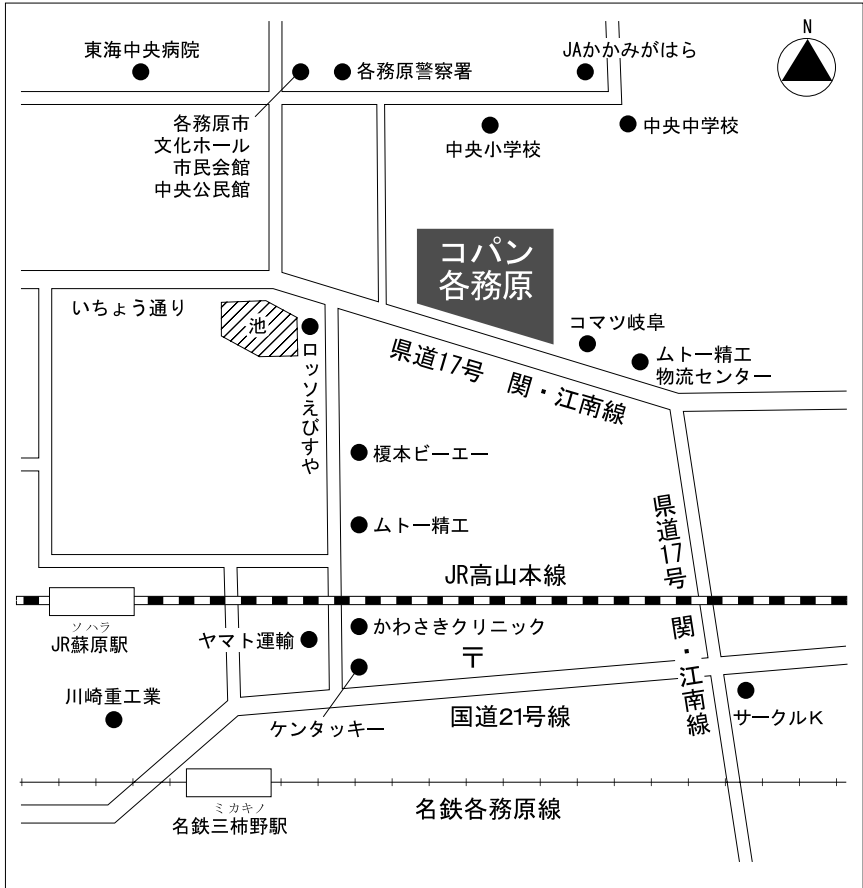 N
東海中央病院
各務原警察署
JAかかみがはら
各務原市
文化ホール
市民会館
中央公民館
中央小学校
中央中学校
コパン
各務原
いちょう通り
池
ロッソえびすや
コマツ岐阜
ムトー精工
物流センター
県道17号 関・江南線
榎本ビーエー
ムトー精工
県道17号 関・江南線
JR高山本線
ソハラ
JR蘇原駅
ヤマト運輸
かわさきクリニック
〒
川崎重工業
ケンタッキー
国道21号線
サークルK
ミカキノ
名鉄三柿野駅
名鉄各務原線